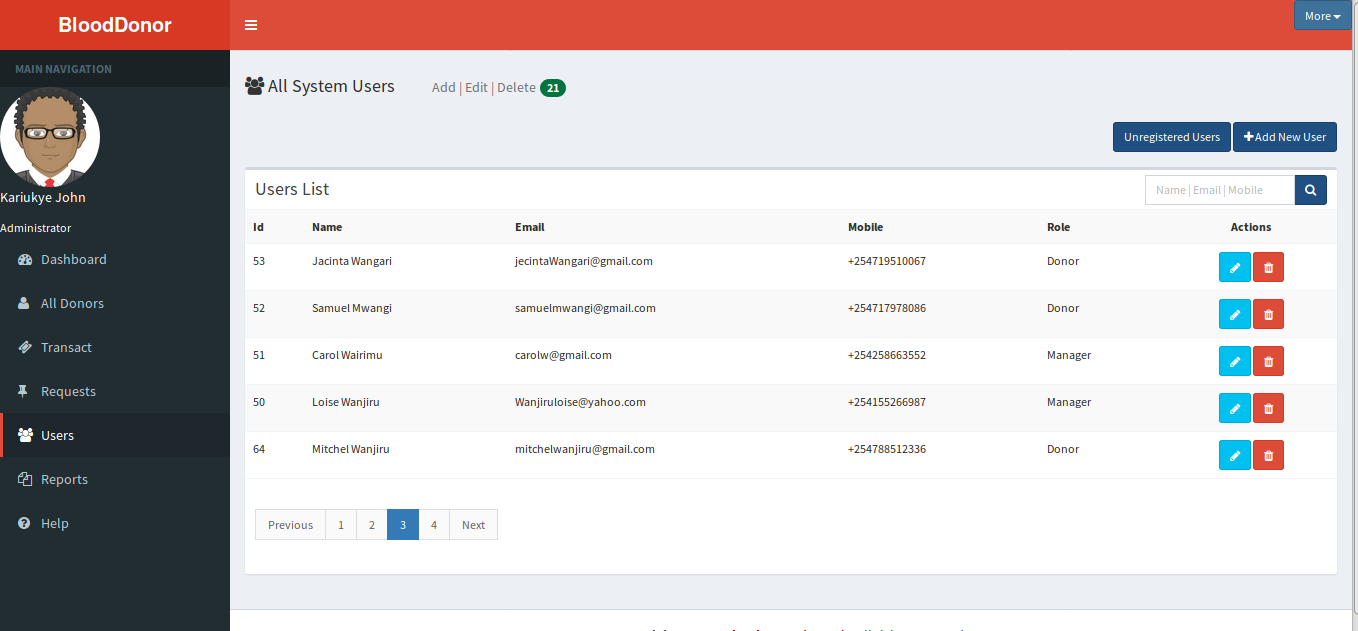 BloodDonor
More
MAIN NAVIGATION
Kariukye John
Administrator
Dashboard
All Donors
Transact
Requests
Users
Reports
Help
All System Users Add | Edit | Delete 21
Unregistered Users Add New User
Users List Name | Email | Mobile
Id Name Email Mobile Role Actions
53 Jacinta Wangari jecintaWangari@gmail.com +254719510067 Donor
52 Samuel Mwangi samuelmwangi@gmail.com +254717978086 Donor
51 Carol Wairimu carolw@gmail.com +254258663552 Manager
50 Loise Wanjiru Wanjiruloise@yahoo.com +254155266987 Manager
64 Mitchel Wanjiru mitchelwanjiru@gmail.com +254788512336 Donor
Previous 1 2 3 4 Next